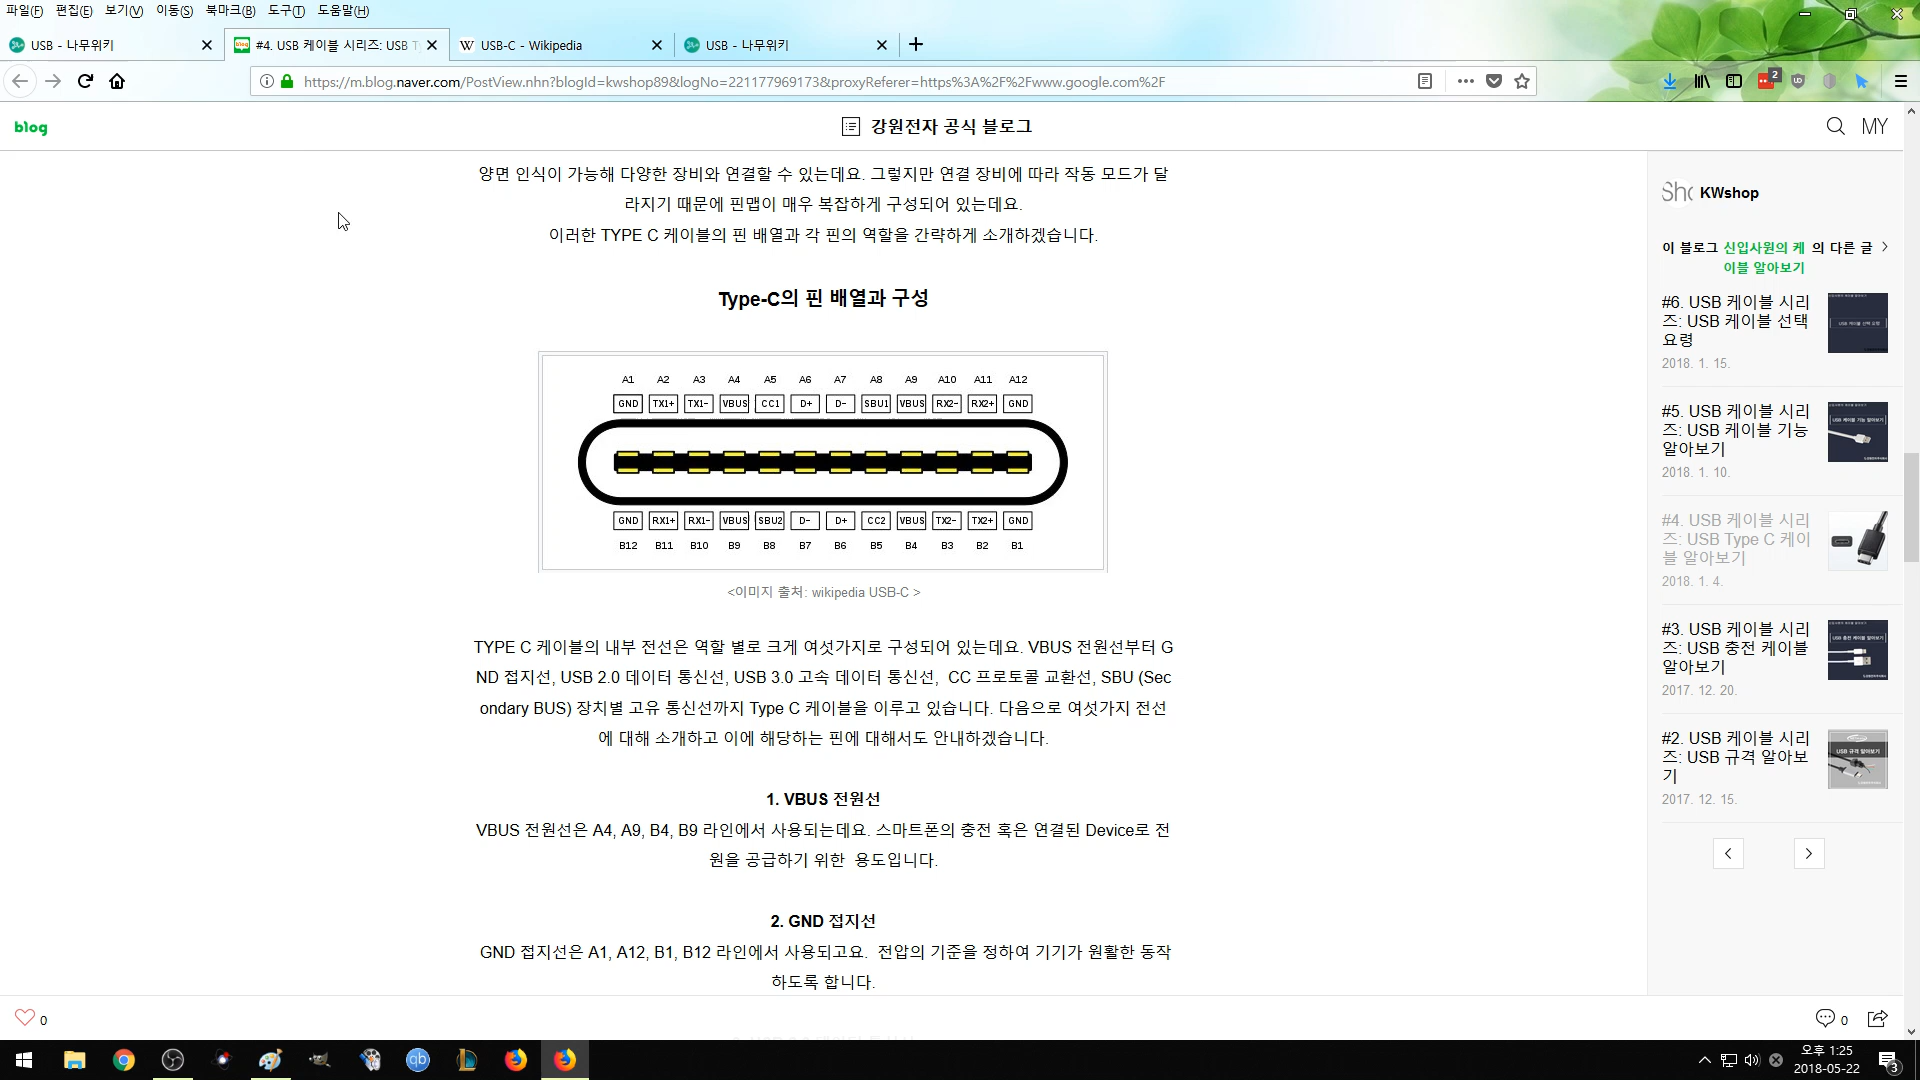 파일(F) 편집(E) 보기(V) 이동(S) 북마크(B) 도구(T) 도움말(H)
USB - 나무위키
#4. USB 케이블 시리즈: USB T
USB-C - Wikipedia
USB - 나무위키
https://m.blog.naver.com/PostView.nhn?blogId=kwshop89&logNo=221177969173&proxyReferer=https%3A%2F%2Fwww.google.com%2F
2
blog
강원전자 공식 블로그
MY
양면 인식이 가능해 다양한 장비와 연결할 수 있는데요. 그렇지만 연결 장비에 따라 작동 모드가 달
라지기 때문에 핀맵이 매우 복잡하게 구성되어 있는데요.
이러한 TYPE C 케이블의 핀 배열과 각 핀의 역할을 간략하게 소개하겠습니다.
Type-C의 핀 배열과 구성
A1 A2 A3 A4 A5 A6 A7 A8 A9 A10 A11 A12
GND TX1+ TX1- VBUS CC1 D+ D- SBU1 VBUS RX2- RX2+ GND
GND RX1+ RX1- VBUS SBU2 D- D+ CC2 VBUS TX2- TX2+ GND
B12 B11 B10 B9 B8 B7 B6 B5 B4 B3 B2 B1
<이미지 출처: wikipedia USB-C >
TYPE C 케이블의 내부 전선은 역할 별로 크게 여섯가지로 구성되어 있는데요. VBUS 전원선부터 G
ND 접지선, USB 2.0 데이터 통신선, USB 3.0 고속 데이터 통신선, CC 프로토콜 교환선, SBU (Sec
ondary BUS) 장치별 고유 통신선까지 Type C 케이블을 이루고 있습니다. 다음으로 여섯가지 전선
에 대해 소개하고 이에 해당하는 핀에 대해서도 안내하겠습니다.
1. VBUS 전원선
VBUS 전원선은 A4, A9, B4, B9 라인에서 사용되는데요. 스마트폰의 충전 혹은 연결된 Device로 전
원을 공급하기 위한 용도입니다.
2. GND 접지선
GND 접지선은 A1, A12, B1, B12 라인에서 사용되고요. 전압의 기준을 정하여 기기가 원활한 동작
하도록 합니다.
KWshop
이 블로그 신입사원의 케이블 알아보기 의 다른 글
#6. USB 케이블 시리
즈: USB 케이블 선택
요령
2018. 1. 15.
#5. USB 케이블 시리
즈: USB 케이블 기능
알아보기
2018. 1. 10.
#4. USB 케이블 시리
즈: USB Type C 케이
블 알아보기
2018. 1. 4.
#3. USB 케이블 시리
즈: USB 충전 케이블
알아보기
2017. 12. 20.
#2. USB 케이블 시리
즈: USB 규격 알아보
기
2017. 12. 15.
0
0
오후 1:25
2018-05-22
3